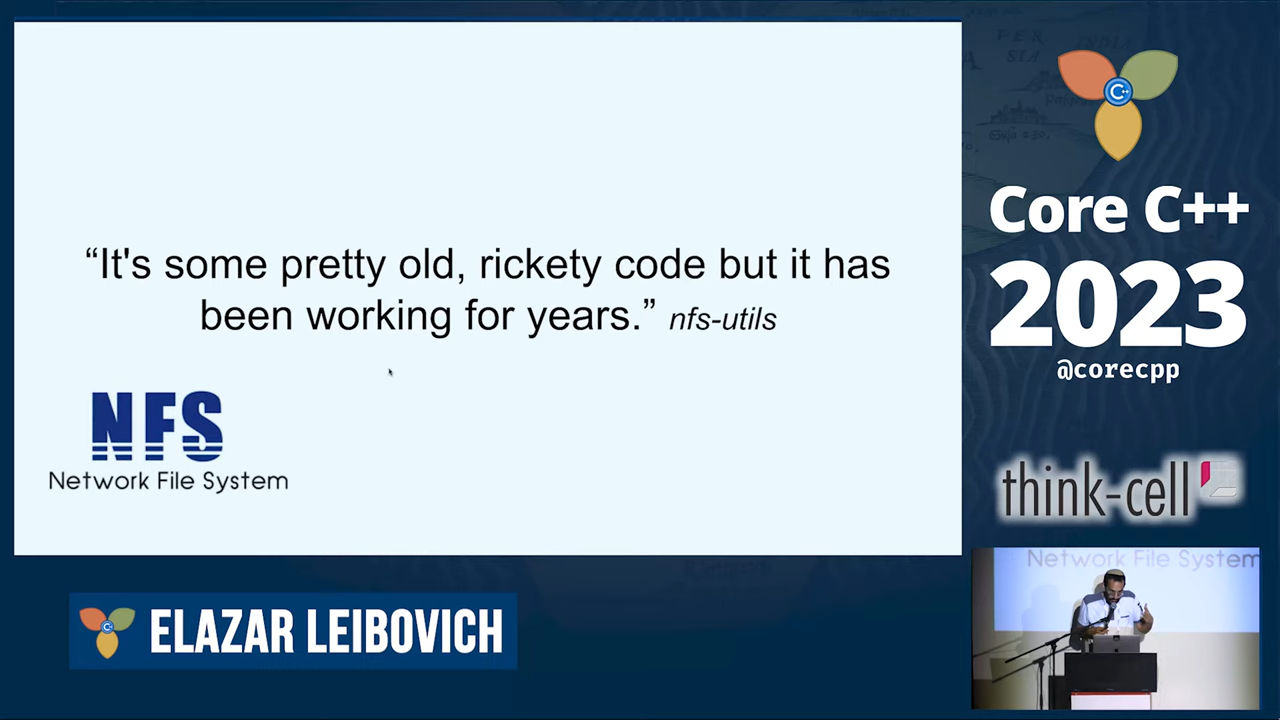 “It's some pretty old, rickety code but it has
been working for years.” nfs-utils
NFS
Network File System
C++
Core C++
2023
@corecpp
think-cell
Network File System
C++
ELAZAR LEIBOVICH